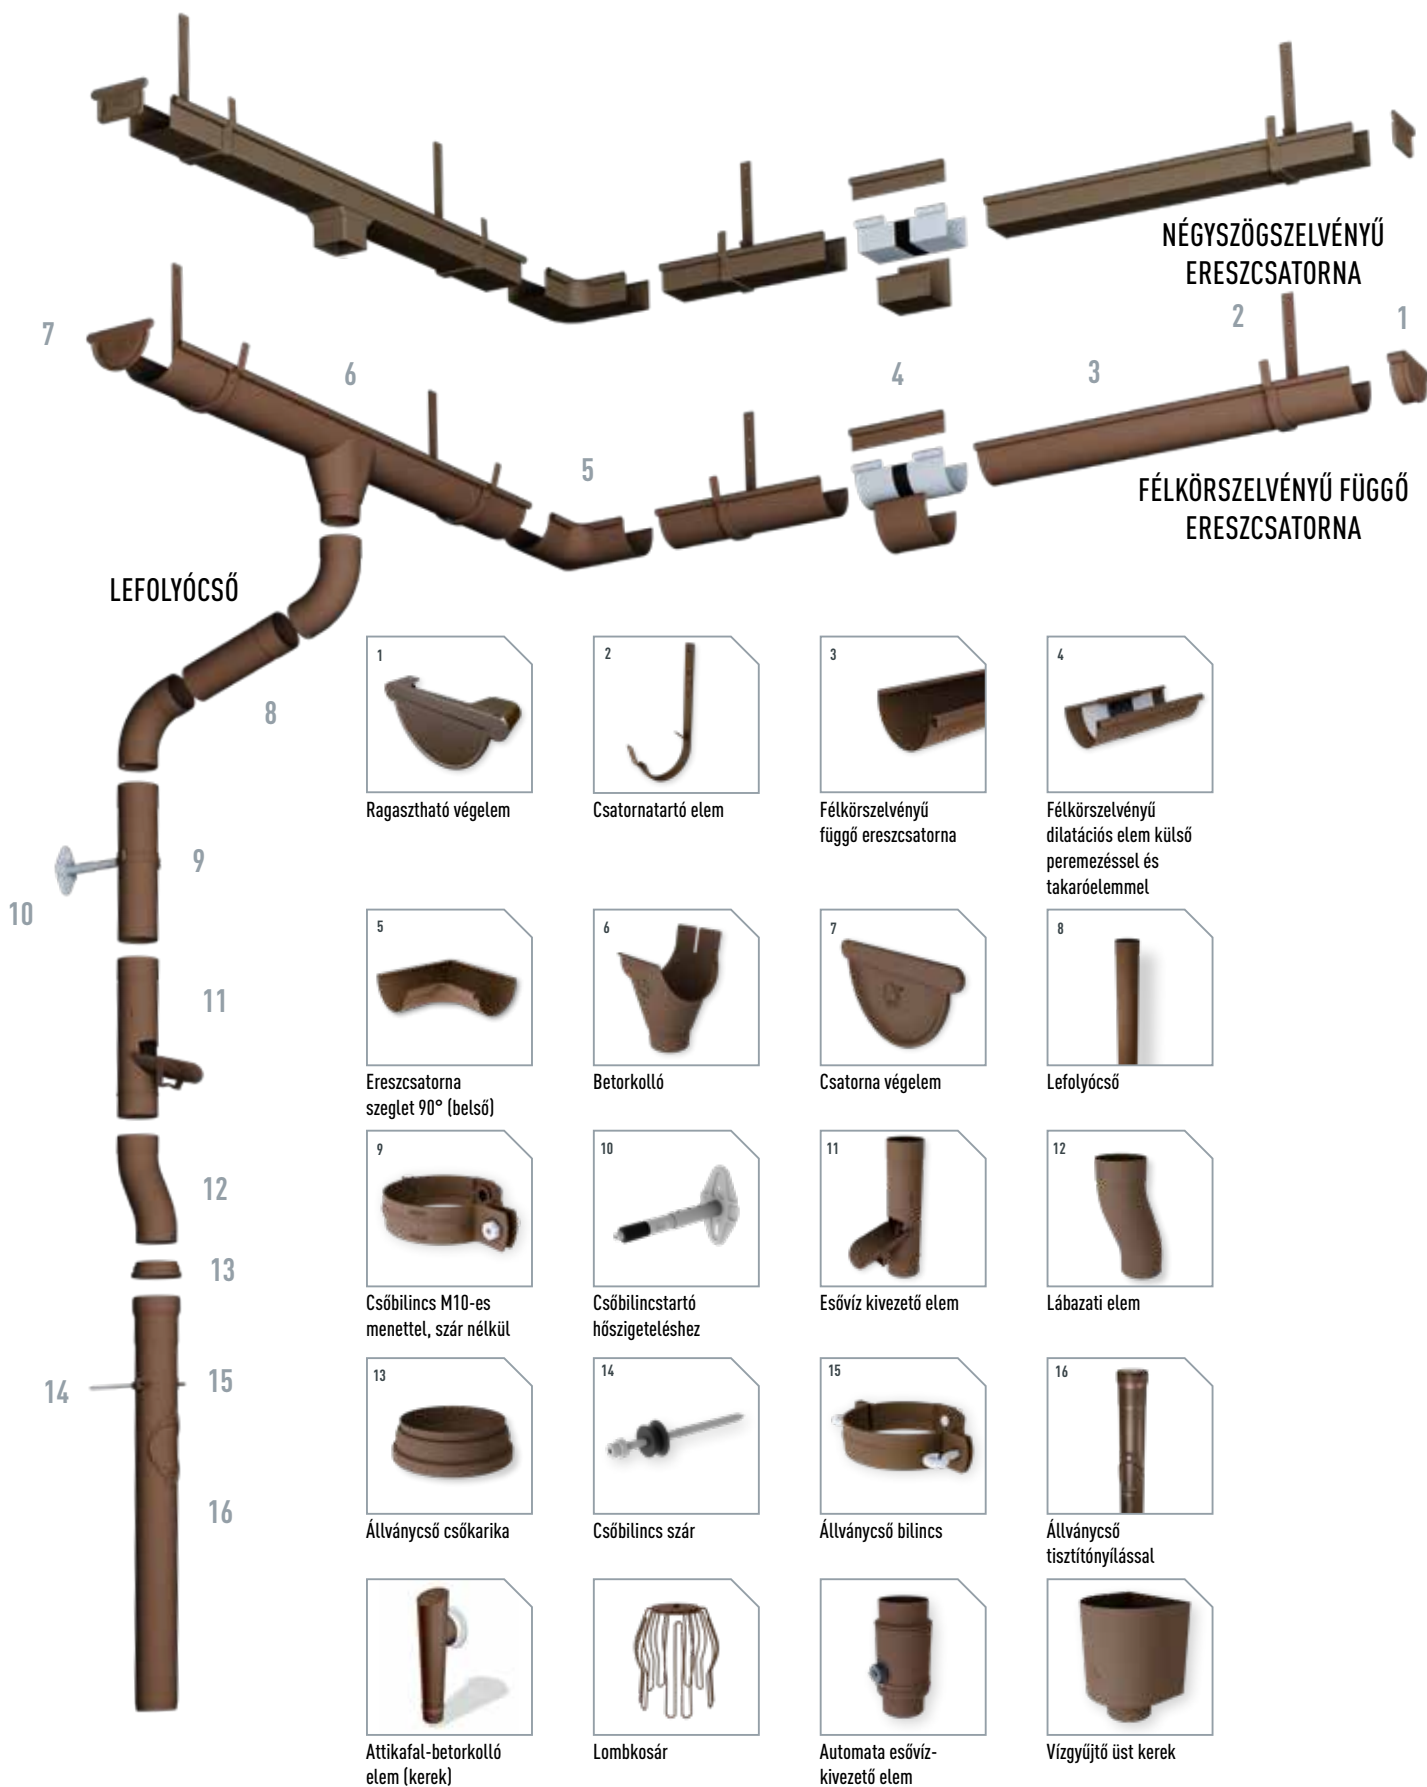 NÉGYSZÖGSZELVÉNYŰ
ERESZCSATORNA
7
6
4
3
2
1
5
FÉLKÖRSZELVÉNYŰ FÜGGŐ
ERESZCSATORNA
LEFOLYÓCSŐ
8
9
10
11
12
13
14
15
16
1
Ragasztható végelem
2
Csatornatartó elem
3
Félkörszelvényű
függő ereszcsatorna
4
Félkörszelvényű
dilatációs elem külső
peremezéssel és
takaróelemmel
5
Ereszcsatorna
szeglet 90° (belső)
6
Betorkolló
7
Csatorna végelem
8
Lefolyócső
9
Csőbilincs M10-es
menettel, szár nélkül
10
Csőbilincstartó
hőszigeteléshez
11
Esővíz kivezető elem
12
Lábazati elem
13
Állványcső csőkarika
14
Csőbilincs szár
15
Állványcső bilincs
16
Állványcső
tisztítónyílással
Attikafal-betorkolló
elem (kerek)
Lombkosár
Automata esővíz-
kivezető elem
Vízgyűjtő üst kerek